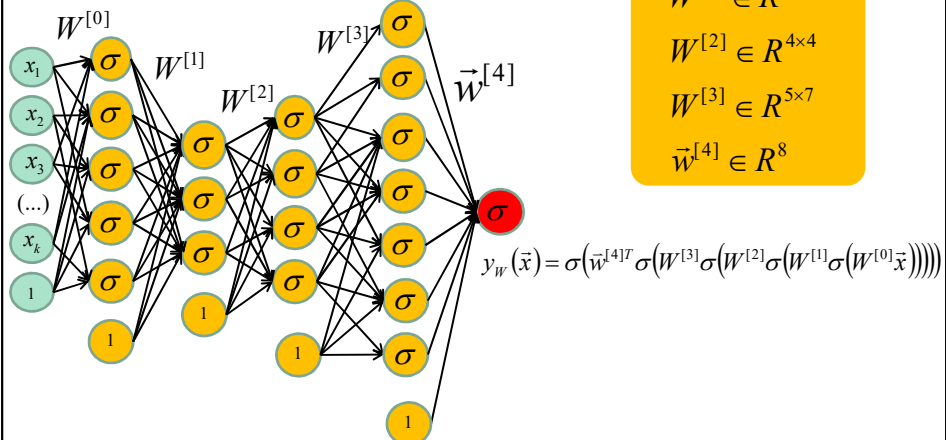 W^[0]
W^[1]
W^[2]
W^[3]
w⃗^[4]
x₁
x₂
x₃
(...)
xₖ
1
σ
σ
σ
σ
σ
1
σ
σ
σ
1
σ
σ
σ
σ
1
σ
σ
σ
σ
σ
σ
σ
1
σ
W^[2] ∈ R^{4×4}
W^[3] ∈ R^{5×7}
w⃗^[4] ∈ R^8
y_W(x⃗) = σ(w⃗^{[4]T} σ(W^[3] σ(W^[2] σ(W^[1] σ(W^[0] x⃗)))))